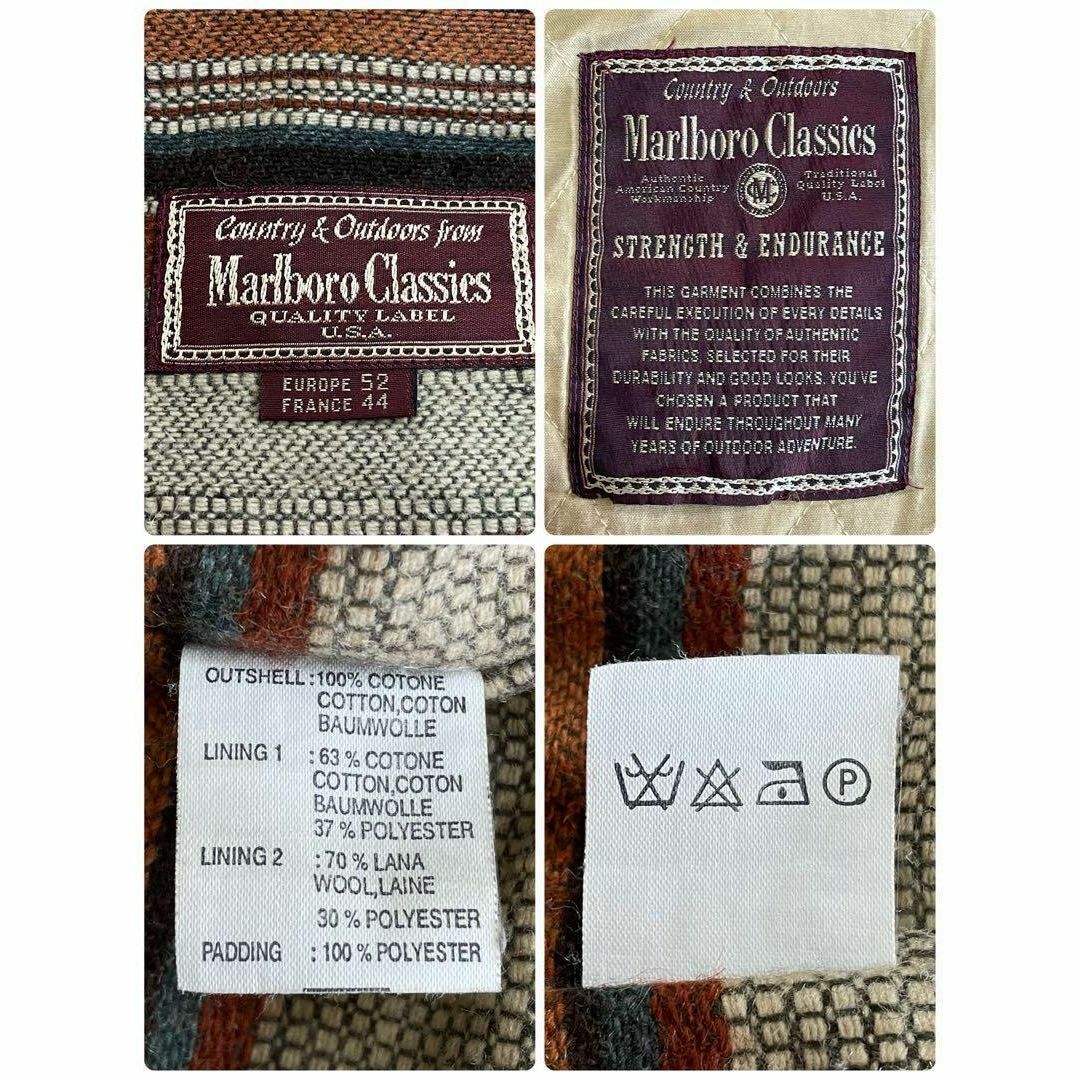 Country & Outdoors from
Marlboro Classics
QUALITY LABEL
U.S.A.
EUROPE 52
FRANCE 44
Country & Outdoors
Marlboro Classics
Authentic
American Country
Workmanship
MC
Traditional
Quality Label
U.S.A.
STRENGTH & ENDURANCE
THIS GARMENT COMBINES THE
CAREFUL EXECUTION OF EVERY DETAILS
WITH THE QUALITY OF AUTHENTIC
FABRICS, SELECTED FOR THEIR
DURABILITY AND GOOD LOOKS. YOU'VE
CHOSEN A PRODUCT THAT
WILL ENDURE THROUGHOUT MANY
YEARS OF OUTDOOR ADVENTURE.
OUTSHELL:100% COTONE
COTTON,COTON
BAUMWOLLE
LINING 1 : 63 % COTONE
COTTON,COTON
BAUMWOLLE
37 % POLYESTER
LINING 2 : 70 % LANA
WOOL,LAINE
30 % POLYESTER
PADDING : 100 % POLYESTER
P